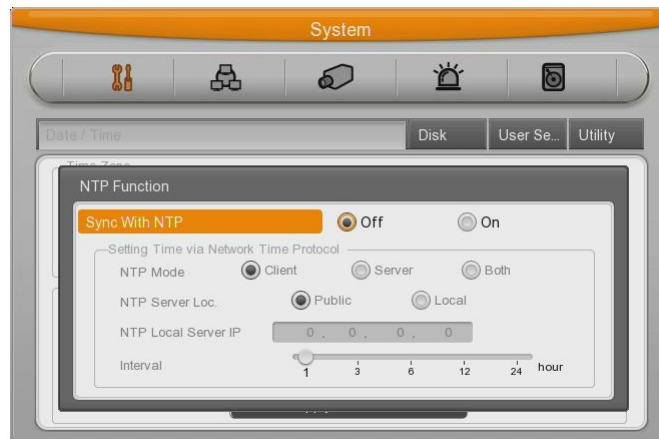 System
Date / Time Disk User Se... Utility
Time Zone
NTP Function
Sync With NTP Off On
Setting Time via Network Time Protocol
NTP Mode Client Server Both
NTP Server Loc. Public Local
NTP Local Server IP 0 . 0 . 0 . 0
Interval 1 3 6 12 24 hour